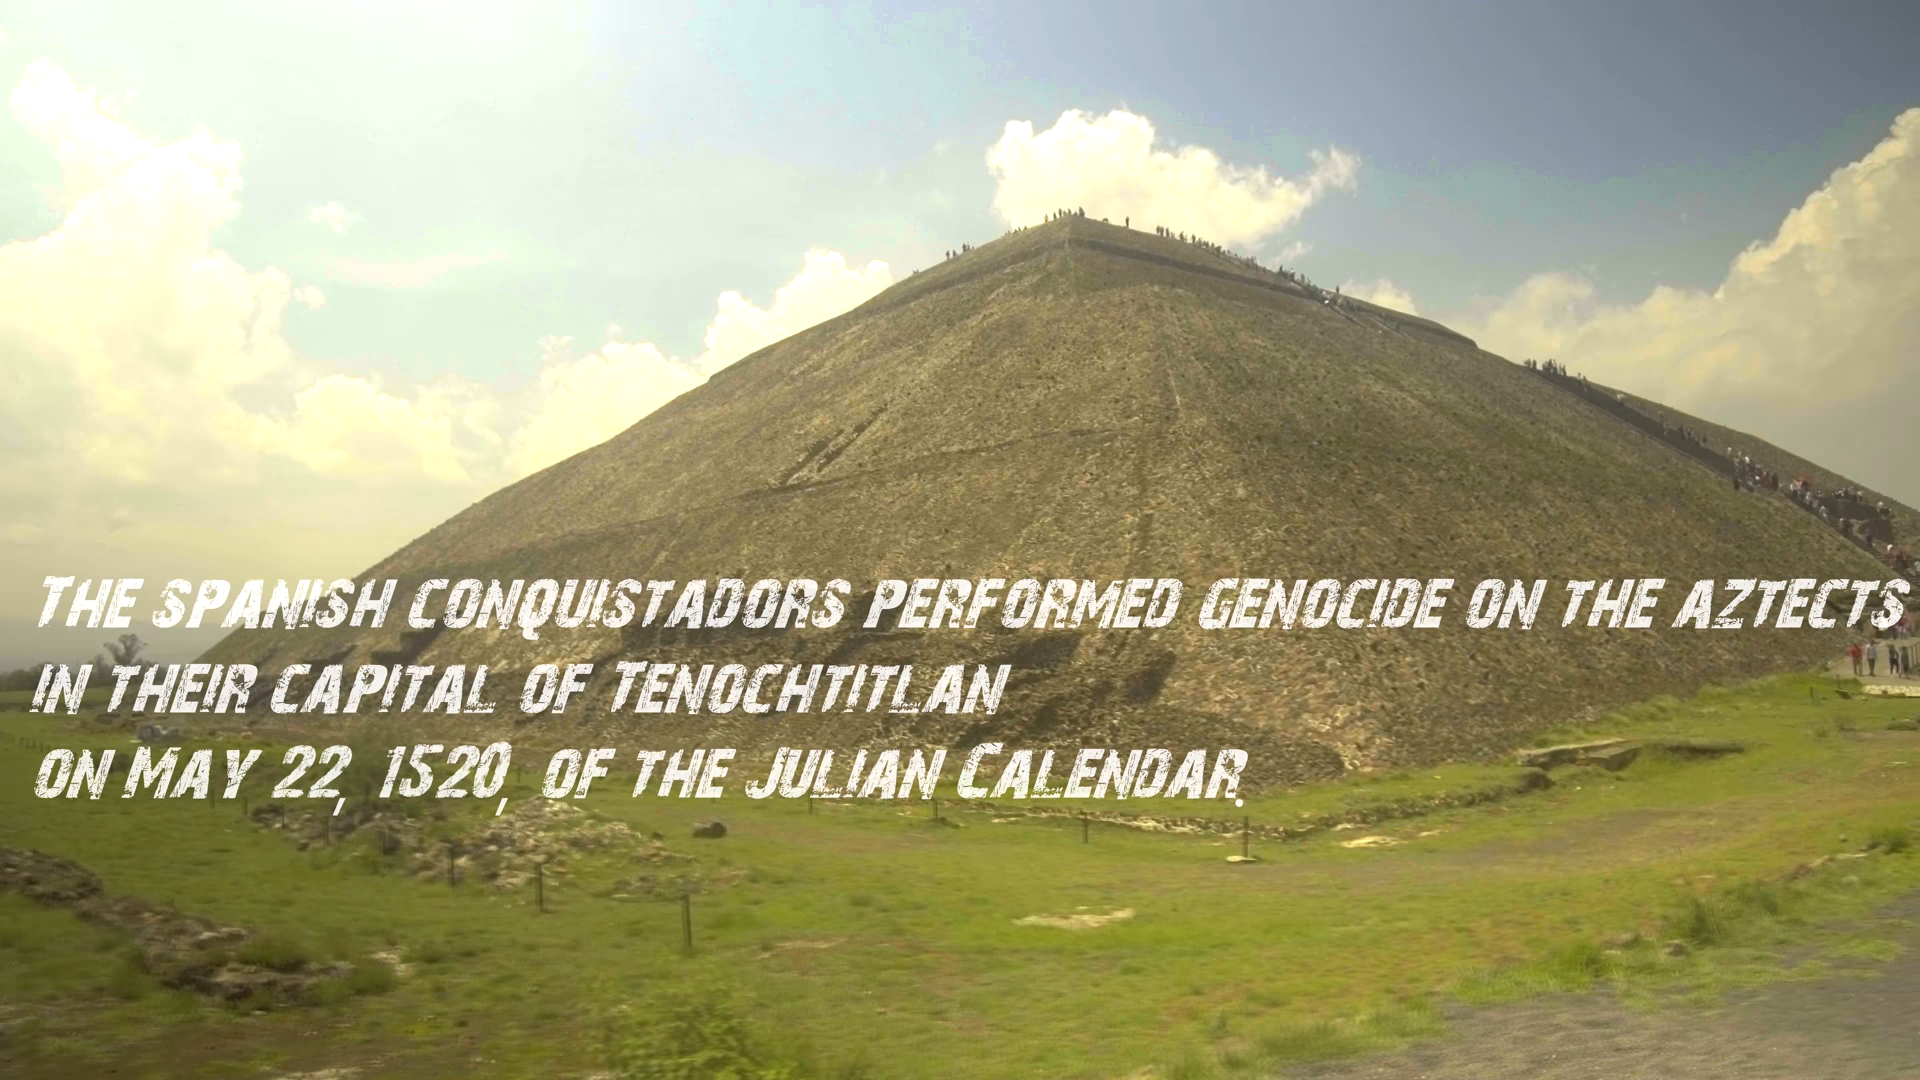 The Spanish Conquistadors performed genocide on the Aztects
in their capital of Tenochtitlan
on May 22, 1520, of the Julian Calendar.